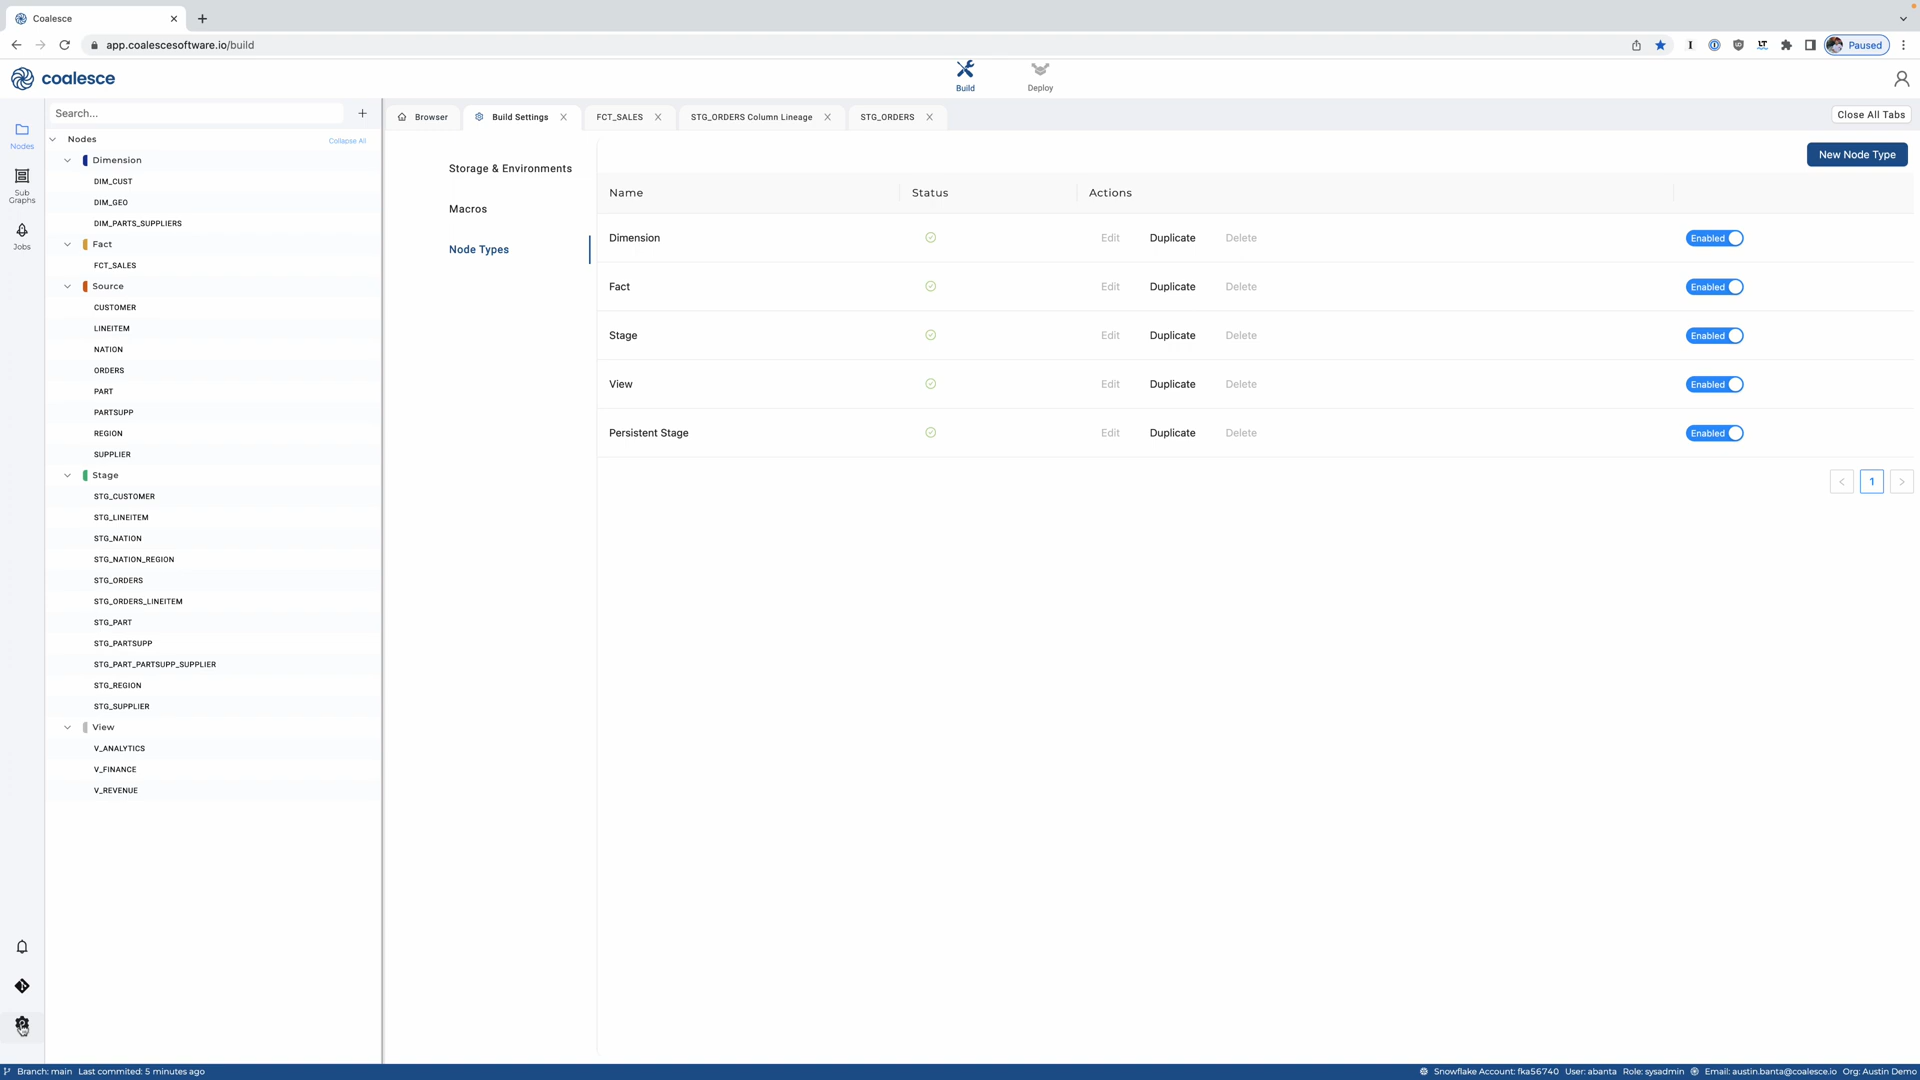 Coalesce
app.coalescesoftware.io/build
Paused
coalesce
Build
Deploy
Search...
Browser
Build Settings
FCT_SALES
STG_ORDERS Column Lineage
STG_ORDERS
Close All Tabs
Nodes
Sub
Graphs
Jobs
Nodes
Collapse All
Dimension
DIM_CUST
DIM_GEO
DIM_PARTS_SUPPLIERS
Fact
FCT_SALES
Source
CUSTOMER
LINEITEM
NATION
ORDERS
PART
PARTSUPP
REGION
SUPPLIER
Stage
STG_CUSTOMER
STG_LINEITEM
STG_NATION
STG_NATION_REGION
STG_ORDERS
STG_ORDERS_LINEITEM
STG_PART
STG_PARTSUPP
STG_PART_PARTSUPP_SUPPLIER
STG_REGION
STG_SUPPLIER
View
V_ANALYTICS
V_FINANCE
V_REVENUE
Storage & Environments
Macros
Node Types
New Node Type
Name Status Actions
Dimension Edit Duplicate Delete Enabled
Fact Edit Duplicate Delete Enabled
Stage Edit Duplicate Delete Enabled
View Edit Duplicate Delete Enabled
Persistent Stage Edit Duplicate Delete Enabled
< 1 >
Branch: main Last commited: 5 minutes ago
Snowflake Account: fka56740 User: abanta Role: sysadmin Email: austin.banta@coalesce.io Org: Austin Demo